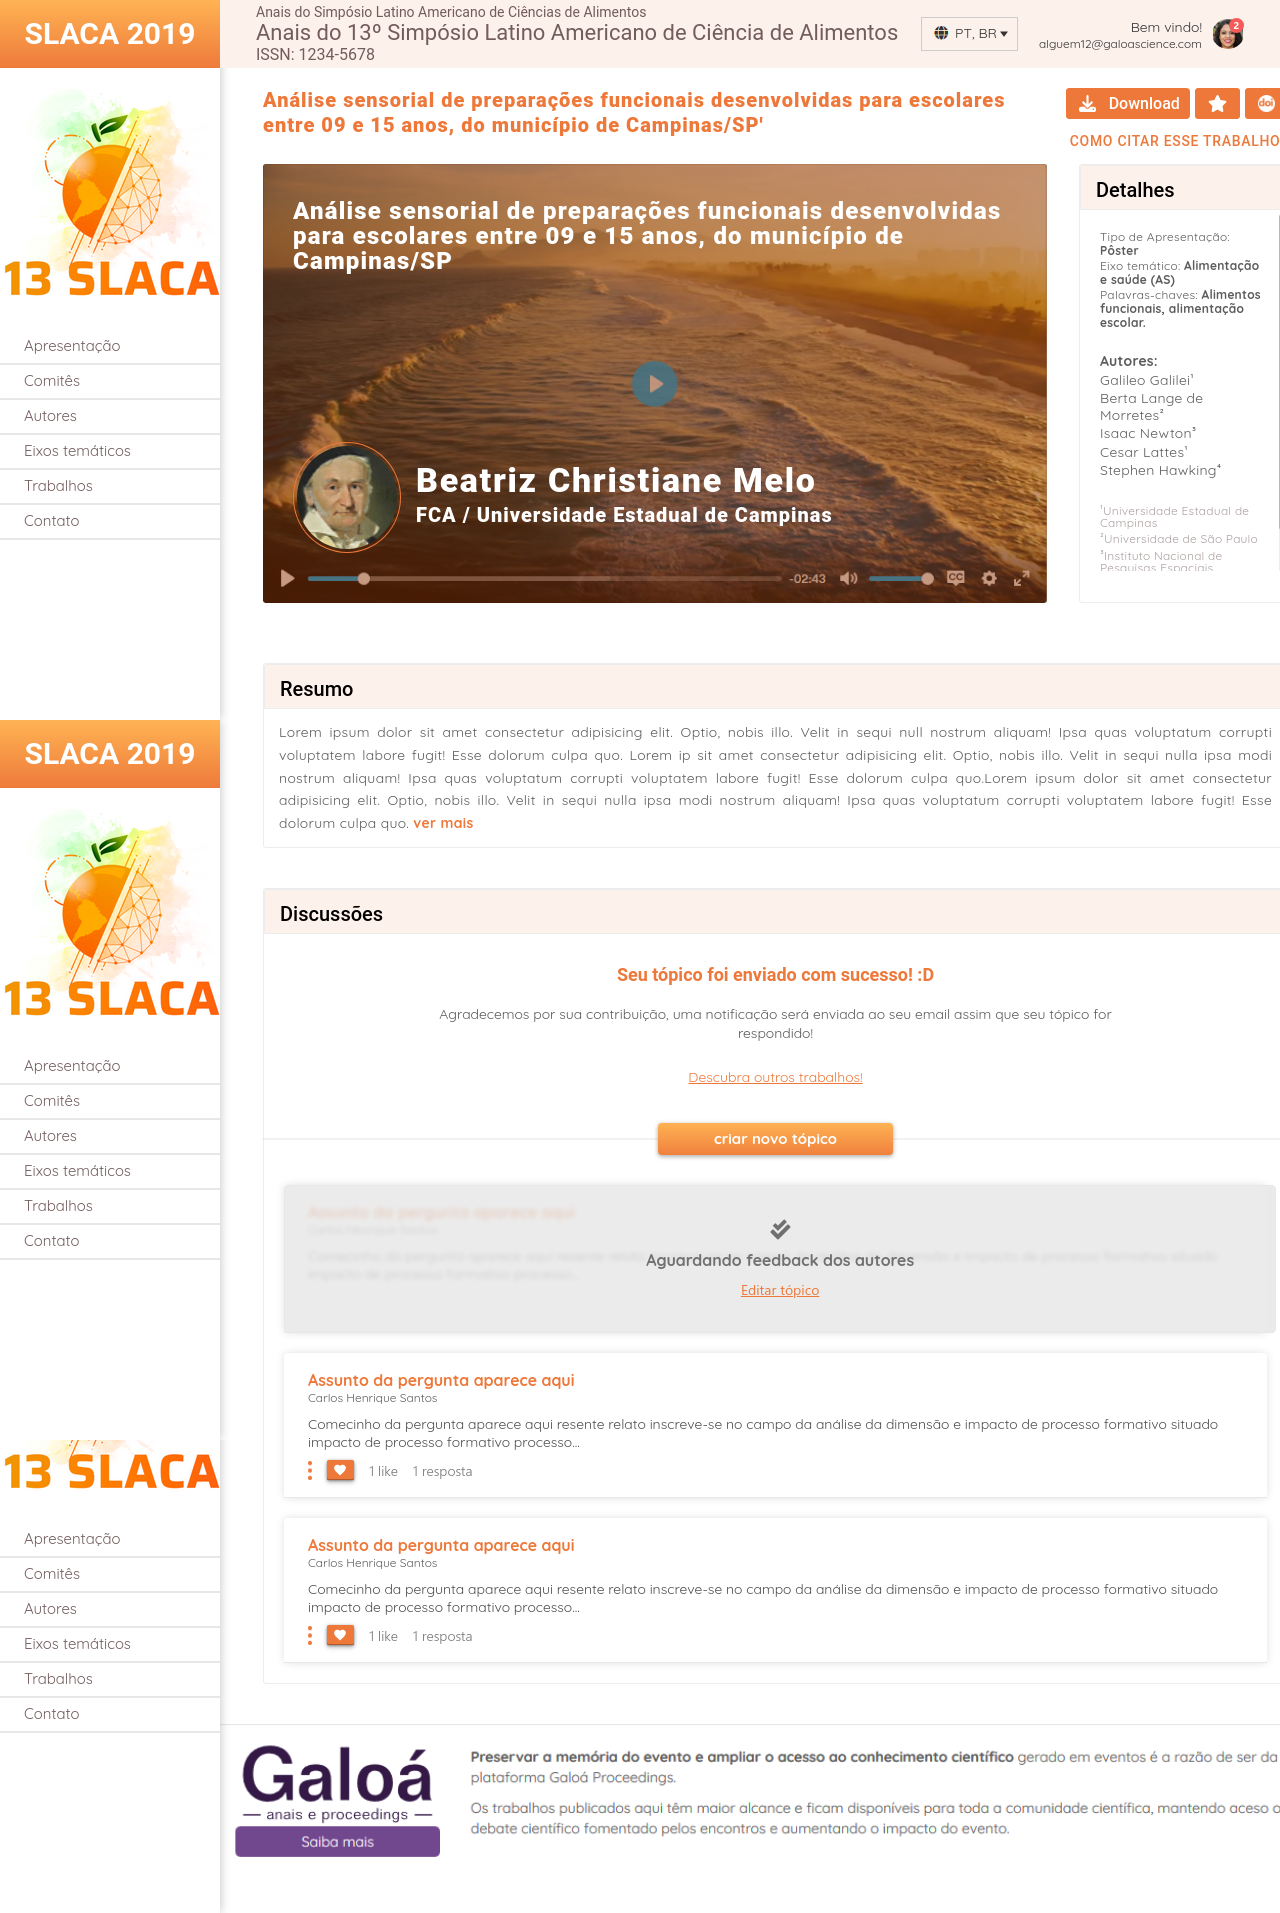 SLACA 2019
Anais do Simpósio Latino Americano de Ciências de Alimentos
Anais do 13º Simpósio Latino Americano de Ciência de Alimentos
ISSN: 1234-5678
PT, BR
Bem vindo!
alguem12@galoascience.com
2
13 SLACA
Apresentação
Comitês
Autores
Eixos temáticos
Trabalhos
Contato
Análise sensorial de preparações funcionais desenvolvidas para escolares
entre 09 e 15 anos, do município de Campinas/SP'
Download
doi
COMO CITAR ESSE TRABALHO
Análise sensorial de preparações funcionais desenvolvidas
para escolares entre 09 e 15 anos, do município de
Campinas/SP
Beatriz Christiane Melo
FCA / Universidade Estadual de Campinas
-02:43
CC
Detalhes
Tipo de Apresentação:
Pôster
Eixo temático: Alimentação
e saúde (AS)
Palavras-chaves: Alimentos
funcionais, alimentação
escolar.
Autores:
Galileo Galilei¹
Berta Lange de
Morretes²
Isaac Newton³
Cesar Lattes¹
Stephen Hawking⁴
¹Universidade Estadual de
Campinas
²Universidade de São Paulo
³Instituto Nacional de
Pesquisas Espaciais
Resumo
Lorem ipsum dolor sit amet consectetur adipisicing elit. Optio, nobis illo. Velit in sequi null nostrum aliquam! Ipsa quas voluptatum corrupti
voluptatem labore fugit! Esse dolorum culpa quo. Lorem ip sit amet consectetur adipisicing elit. Optio, nobis illo. Velit in sequi nulla ipsa modi
nostrum aliquam! Ipsa quas voluptatum corrupti voluptatem labore fugit! Esse dolorum culpa quo.Lorem ipsum dolor sit amet consectetur
adipisicing elit. Optio, nobis illo. Velit in sequi nulla ipsa modi nostrum aliquam! Ipsa quas voluptatum corrupti voluptatem labore fugit! Esse
dolorum culpa quo. ver mais
SLACA 2019
13 SLACA
Apresentação
Comitês
Autores
Eixos temáticos
Trabalhos
Contato
Discussões
Seu tópico foi enviado com sucesso! :D
Agradecemos por sua contribuição, uma notificação será enviada ao seu email assim que seu tópico for
respondido!
Descubra outros trabalhos!
criar novo tópico
Assunto da pergunta aparece aqui
Carlos Henrique Santos
Aguardando feedback dos autores
Editar tópico
Assunto da pergunta aparece aqui
Carlos Henrique Santos
Comecinho da pergunta aparece aqui resente relato inscreve-se no campo da análise da dimensão e impacto de processo formativo situado
impacto de processo formativo processo...
1 like 1 resposta
Assunto da pergunta aparece aqui
Carlos Henrique Santos
Comecinho da pergunta aparece aqui resente relato inscreve-se no campo da análise da dimensão e impacto de processo formativo situado
impacto de processo formativo processo...
1 like 1 resposta
13 SLACA
Apresentação
Comitês
Autores
Eixos temáticos
Trabalhos
Contato
Galoá
anais e proceedings
Saiba mais
Preservar a memória do evento e ampliar o acesso ao conhecimento científico gerado em eventos é a razão de ser da
plataforma Galoá Proceedings.
Os trabalhos publicados aqui têm maior alcance e ficam disponíveis para toda a comunidade científica, mantendo aceso o
debate científico fomentado pelos encontros e aumentando o impacto do evento.